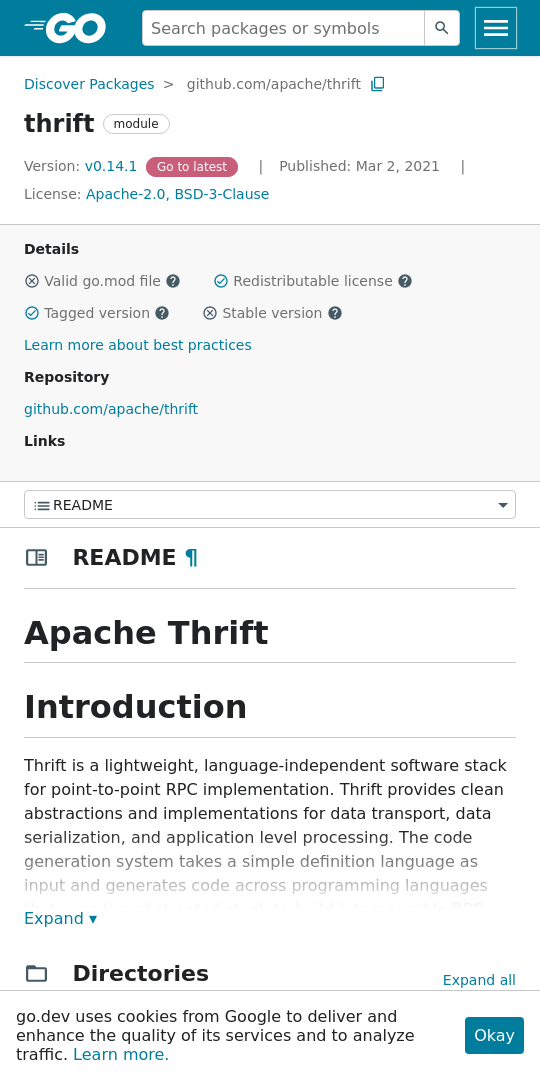 GO
Search packages or symbols
Discover Packages > github.com/apache/thrift
thrift module
Version: v0.14.1 Go to latest | Published: Mar 2, 2021 |
License: Apache-2.0, BSD-3-Clause
Details
Valid go.mod file Redistributable license
Tagged version Stable version
Learn more about best practices
Repository
github.com/apache/thrift
Links
README
README ¶
Apache Thrift
Introduction
Thrift is a lightweight, language-independent software stack
for point-to-point RPC implementation. Thrift provides clean
abstractions and implementations for data transport, data
serialization, and application level processing. The code
generation system takes a simple definition language as
input and generates code across programming languages
Expand ▾
Directories
Expand all
go.dev uses cookies from Google to deliver and
enhance the quality of its services and to analyze
traffic. Learn more.
Okay